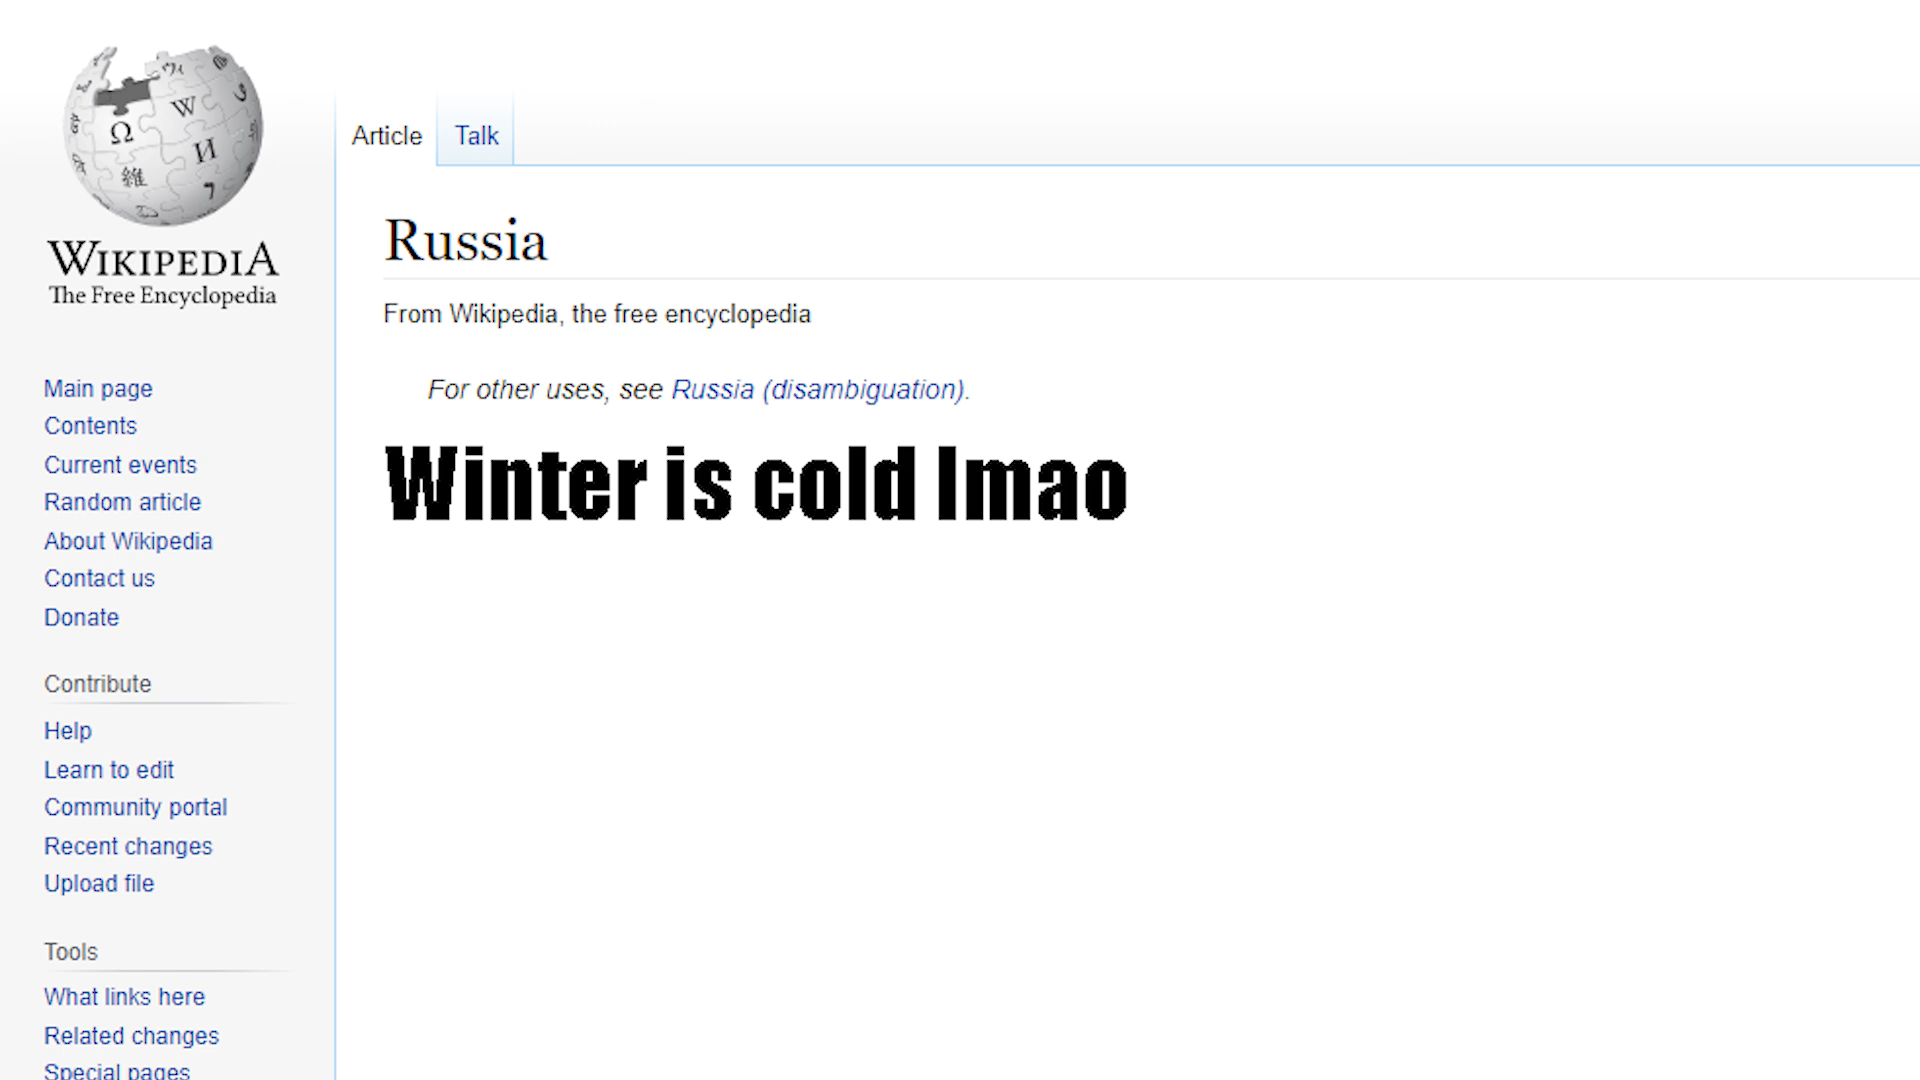 WIKIPEDIA
The Free Encyclopedia
Main page
Contents
Current events
Random article
About Wikipedia
Contact us
Donate
Contribute
Help
Learn to edit
Community portal
Recent changes
Upload file
Tools
What links here
Related changes
Special pages
Article Talk
Russia
From Wikipedia, the free encyclopedia
For other uses, see Russia (disambiguation).
Winter is cold lmao